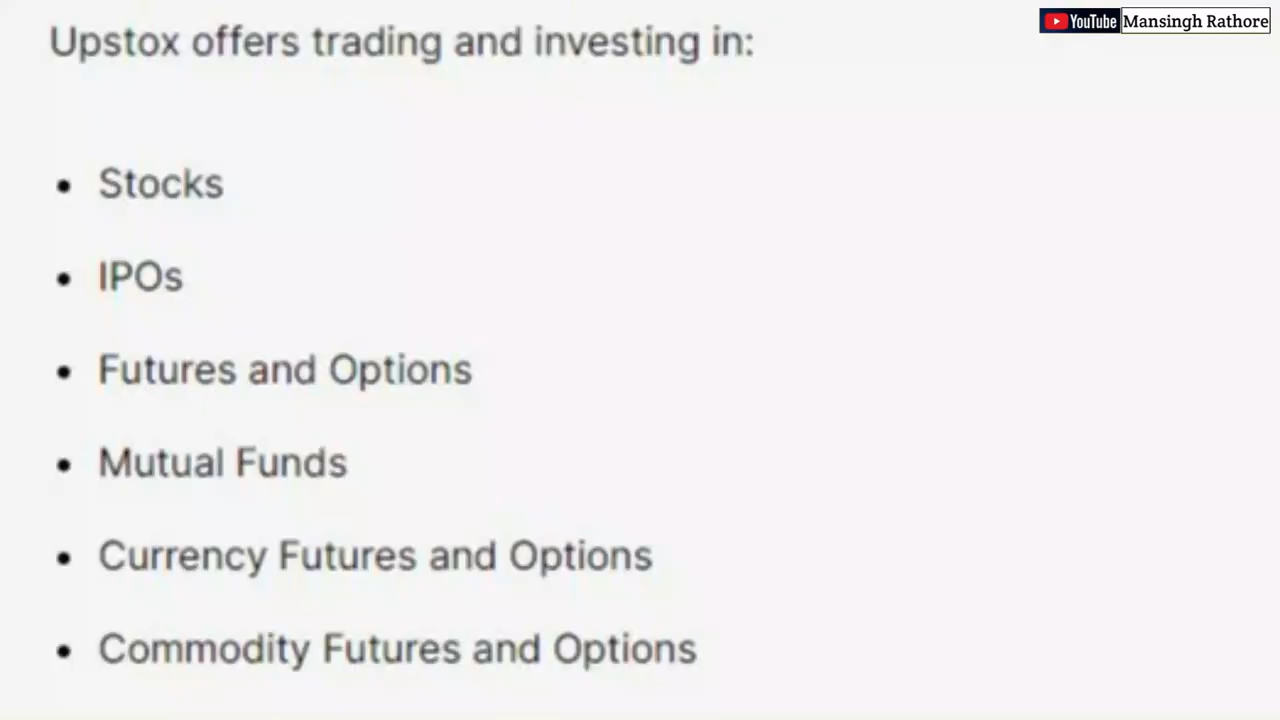 YouTube Mansingh Rathore
Upstox offers trading and investing in:
• Stocks
• IPOs
• Futures and Options
• Mutual Funds
• Currency Futures and Options
• Commodity Futures and Options